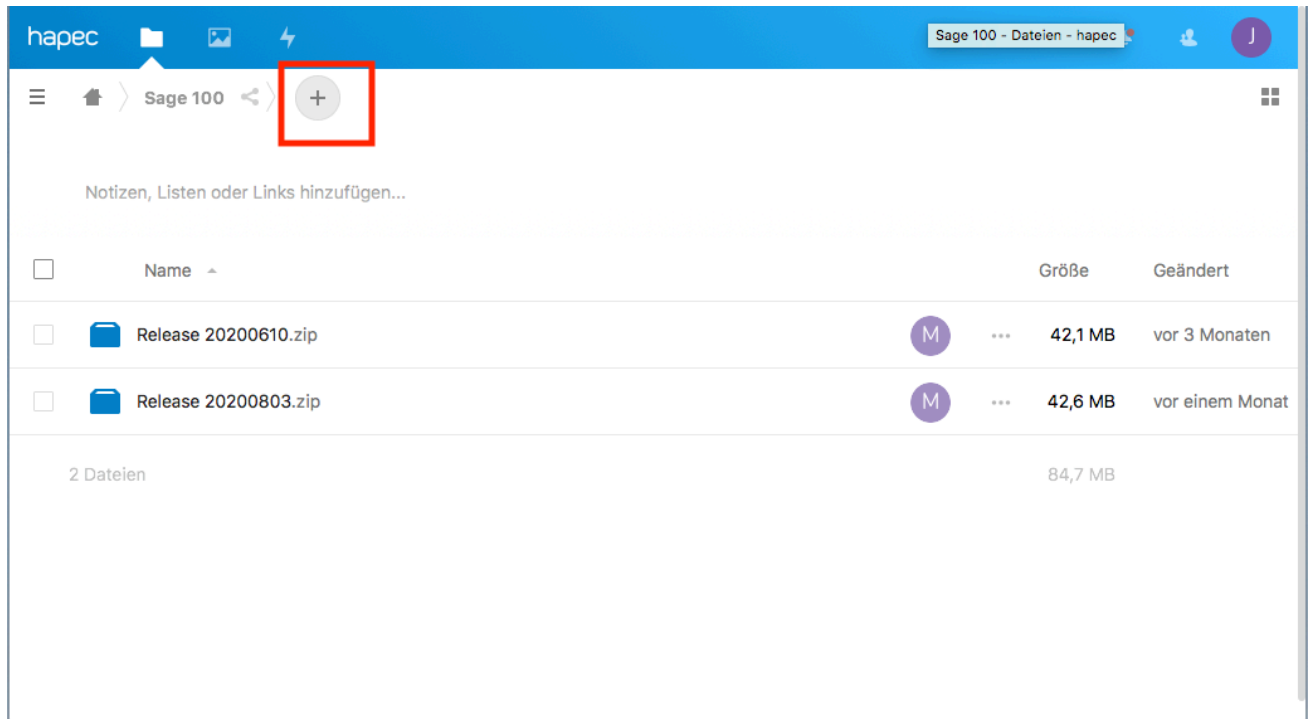 hapec Sage 100 - Dateien - hapec J
Sage 100 +
Notizen, Listen oder Links hinzufügen...
Name Größe Geändert
Release 20200610.zip M ... 42,1 MB vor 3 Monaten
Release 20200803.zip M ... 42,6 MB vor einem Monat
2 Dateien 84,7 MB